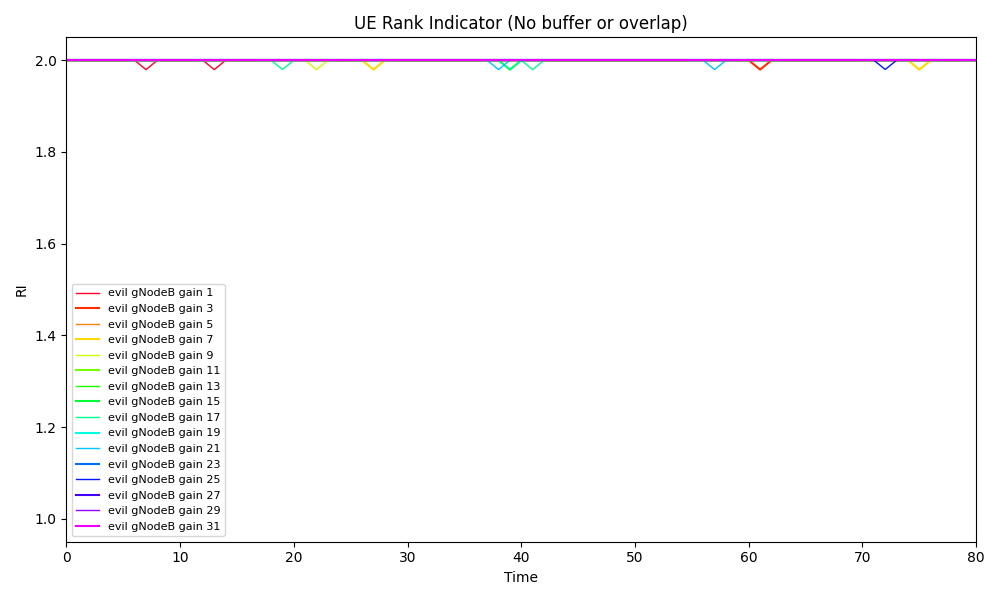 UE Rank Indicator (No buffer or overlap)
2.0
1.8
1.6
1.4
1.2
1.0
RI
evil gNodeB gain 1
evil gNodeB gain 3
evil gNodeB gain 5
evil gNodeB gain 7
evil gNodeB gain 9
evil gNodeB gain 11
evil gNodeB gain 13
evil gNodeB gain 15
evil gNodeB gain 17
evil gNodeB gain 19
evil gNodeB gain 21
evil gNodeB gain 23
evil gNodeB gain 25
evil gNodeB gain 27
evil gNodeB gain 29
evil gNodeB gain 31
0 10 20 30 40 50 60 70 80
Time